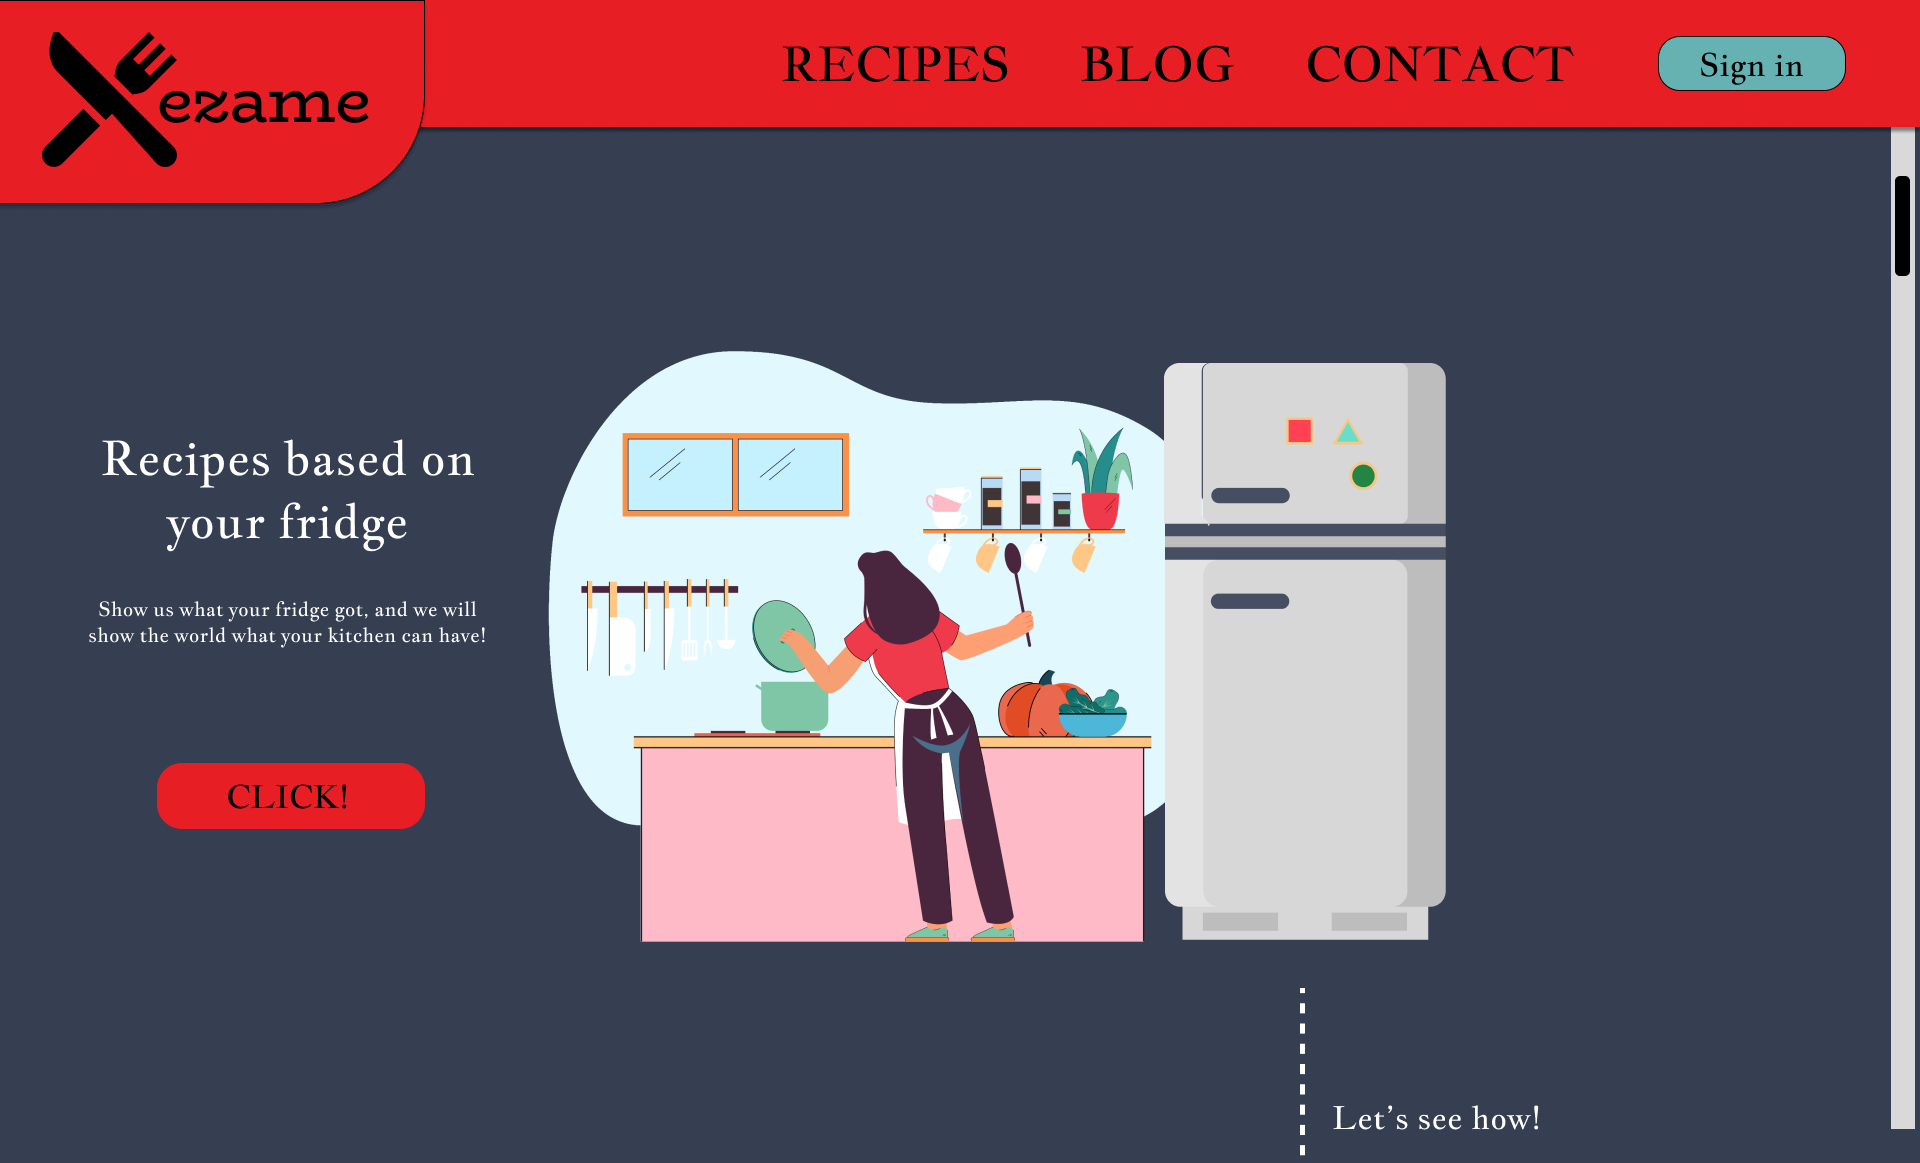 ezame
RECIPES BLOG CONTACT Sign in
Recipes based on
your fridge
Show us what your fridge got, and we will
show the world what your kitchen can have!
CLICK!
Let's see how!